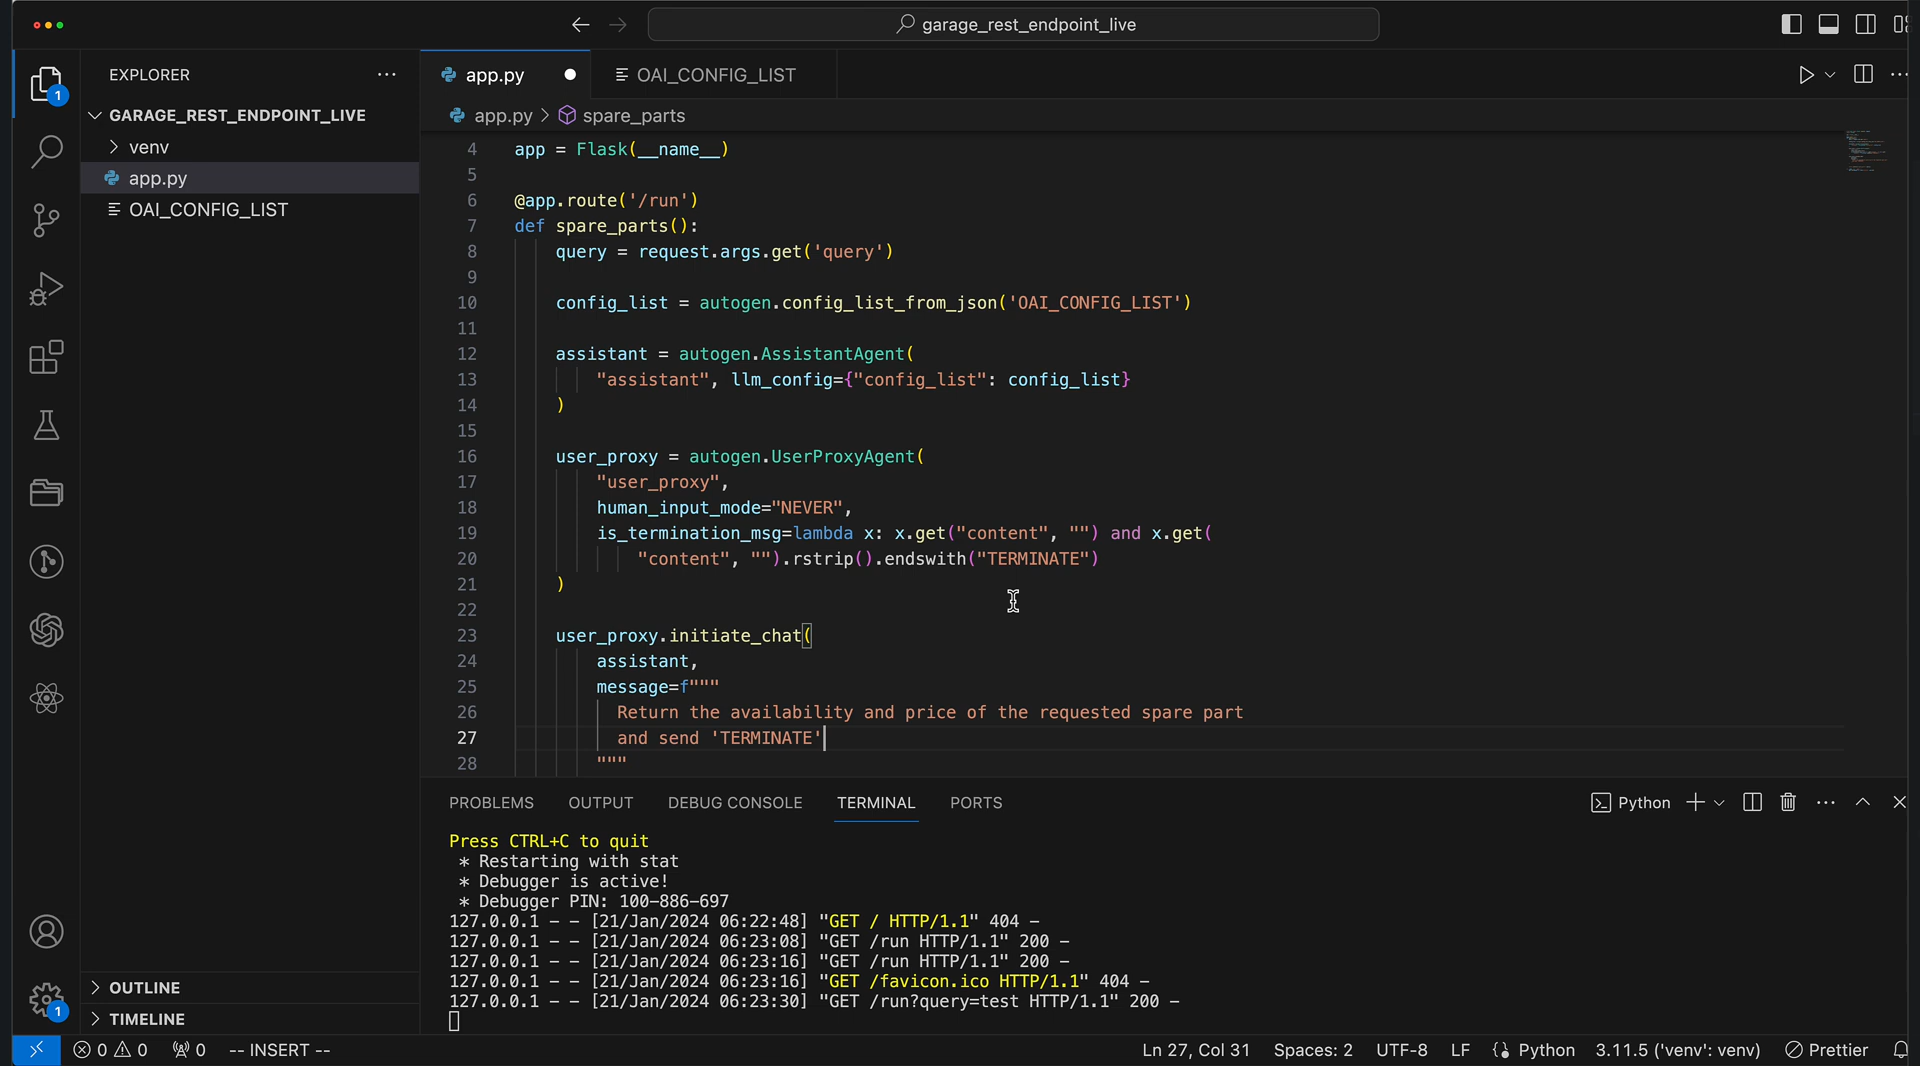 garage_rest_endpoint_live
EXPLORER
GARAGE_REST_ENDPOINT_LIVE
venv
app.py
OAI_CONFIG_LIST
OUTLINE
TIMELINE
app.py
OAI_CONFIG_LIST
app.py > spare_parts
4 app = Flask(__name__)
5
6 @app.route('/run')
7 def spare_parts():
8 query = request.args.get('query')
9
10 config_list = autogen.config_list_from_json('OAI_CONFIG_LIST')
11
12 assistant = autogen.AssistantAgent(
13 "assistant", llm_config={"config_list": config_list}
14 )
15
16 user_proxy = autogen.UserProxyAgent(
17 "user_proxy",
18 human_input_mode="NEVER",
19 is_termination_msg=lambda x: x.get("content", "") and x.get(
20 "content", "").rstrip().endswith("TERMINATE")
21 )
22
23 user_proxy.initiate_chat(
24 assistant,
25 message=f"""
26 Return the availability and price of the requested spare part
27 and send 'TERMINATE'
28 """
PROBLEMS OUTPUT DEBUG CONSOLE TERMINAL PORTS
Python
Press CTRL+C to quit
* Restarting with stat
* Debugger is active!
* Debugger PIN: 100-886-697
127.0.0.1 - - [21/Jan/2024 06:22:48] "GET / HTTP/1.1" 404 -
127.0.0.1 - - [21/Jan/2024 06:23:08] "GET /run HTTP/1.1" 200 -
127.0.0.1 - - [21/Jan/2024 06:23:16] "GET /run HTTP/1.1" 200 -
127.0.0.1 - - [21/Jan/2024 06:23:16] "GET /favicon.ico HTTP/1.1" 404 -
127.0.0.1 - - [21/Jan/2024 06:23:30] "GET /run?query=test HTTP/1.1" 200 -
1
1
0 0 0 -- INSERT -- Ln 27, Col 31 Spaces: 2 UTF-8 LF Python 3.11.5 ('venv': venv) Prettier